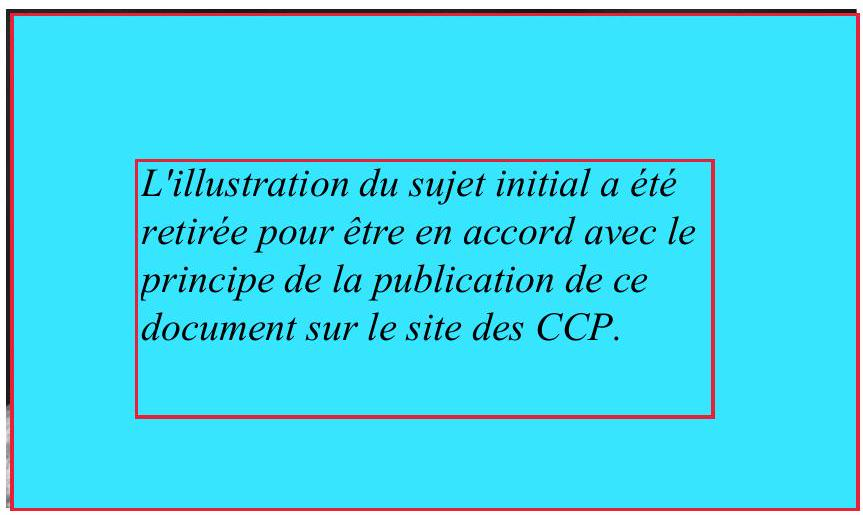 L'illustration du sujet initial a été
retirée pour être en accord avec le
principe de la publication de ce
document sur le site des CCP.